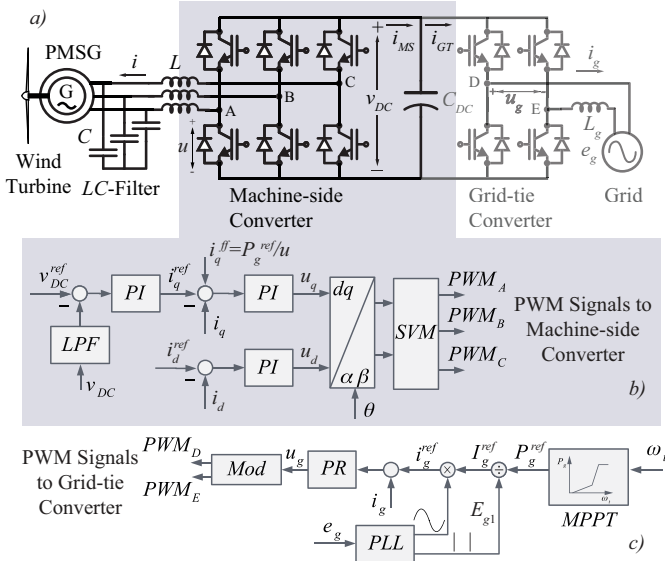 a)
PMSG
G
Wind
Turbine
i
L
C
LC-Filter
A
B
C
u
+
-
i_MS
i_GT
+
v_DC
−
C_DC
Machine-side
Converter
D
E
u_g
i_g
L_g
e_g
Grid-tie
Converter
Grid
i_q^ff=P_g^ref/u
v_DC^ref
−
PI
i_q^ref
−
i_q
PI
u_q
LPF
v_DC
i_d^ref
−
i_d
PI
u_d
dq
αβ
θ
SVM
PWM_A
PWM_B
PWM_C
PWM Signals to
Machine-side
Converter
b)
PWM Signals
to Grid-tie
Converter
PWM_D
PWM_E
Mod
u_g
PR
i_g
i_g^ref
×
I_g^ref
÷
P_g^ref
E_g1
e_g
PLL
P_g
ω_t
MPPT
c)